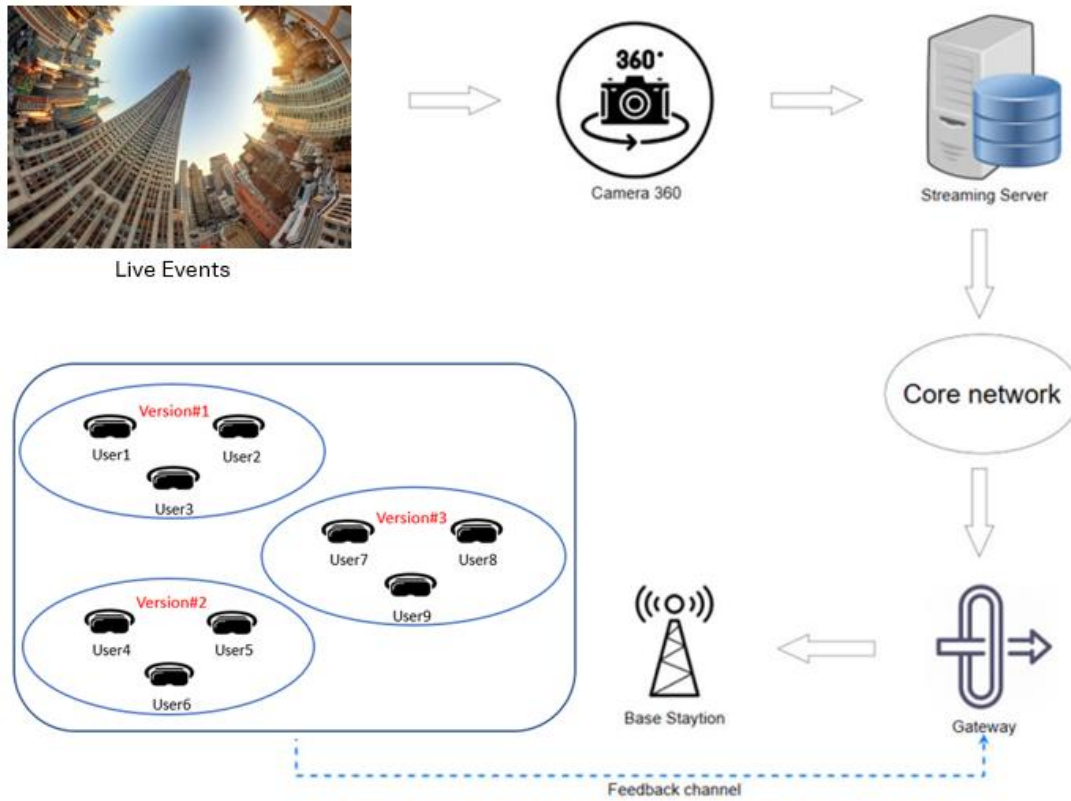 360°
Camera 360
Streaming Server
Live Events
Core network
Version#1
User1
User2
User3
Version#3
User7
User8
User9
Version#2
User4
User5
User6
Base Staytion
Gateway
Feedback channel